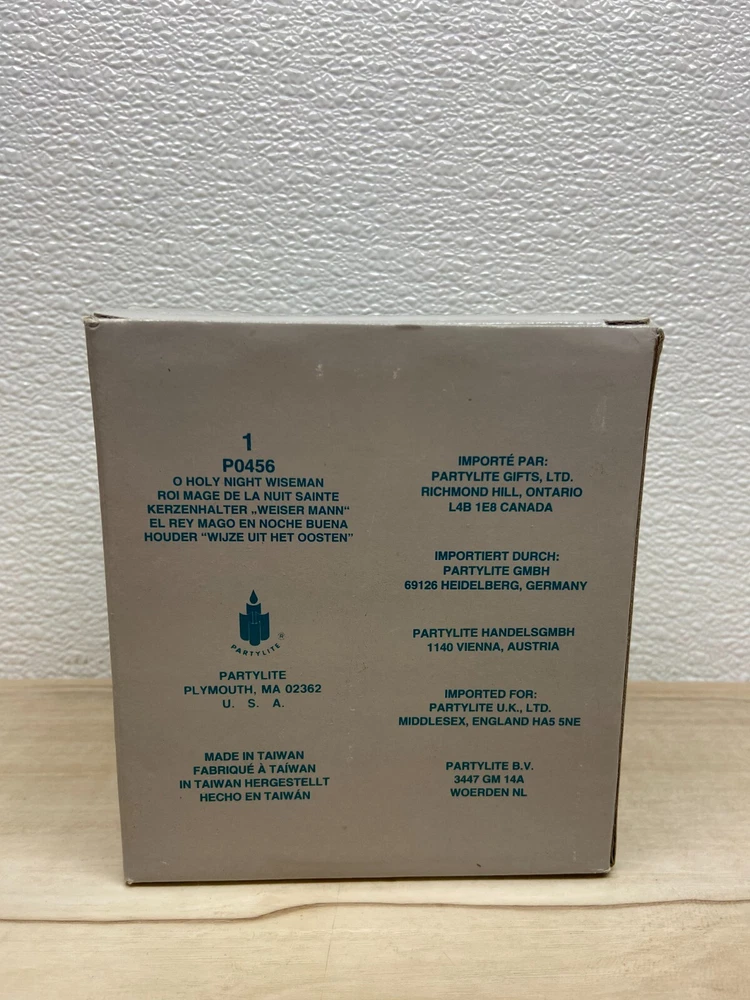 1
P0456
O HOLY NIGHT WISEMAN
ROI MAGE DE LA NUIT SAINTE
KERZENHALTER „WEISER MANN“
EL REY MAGO EN NOCHE BUENA
HOUDER "WIJZE UIT HET OOSTEN"
PARTYLITE®
PARTYLITE
PLYMOUTH, MA 02362
U. S. A.
MADE IN TAIWAN
FABRIQUÉ À TAÏWAN
IN TAIWAN HERGESTELLT
HECHO EN TAIWÁN
IMPORTÉ PAR:
PARTYLITE GIFTS, LTD.
RICHMOND HILL, ONTARIO
L4B 1E8 CANADA
IMPORTIERT DURCH:
PARTYLITE GMBH
69126 HEIDELBERG, GERMANY
PARTYLITE HANDELSGMBH
1140 VIENNA, AUSTRIA
IMPORTED FOR:
PARTYLITE U.K., LTD.
MIDDLESEX, ENGLAND HA5 5NE
PARTYLITE B.V.
3447 GM 14A
WOERDEN NL